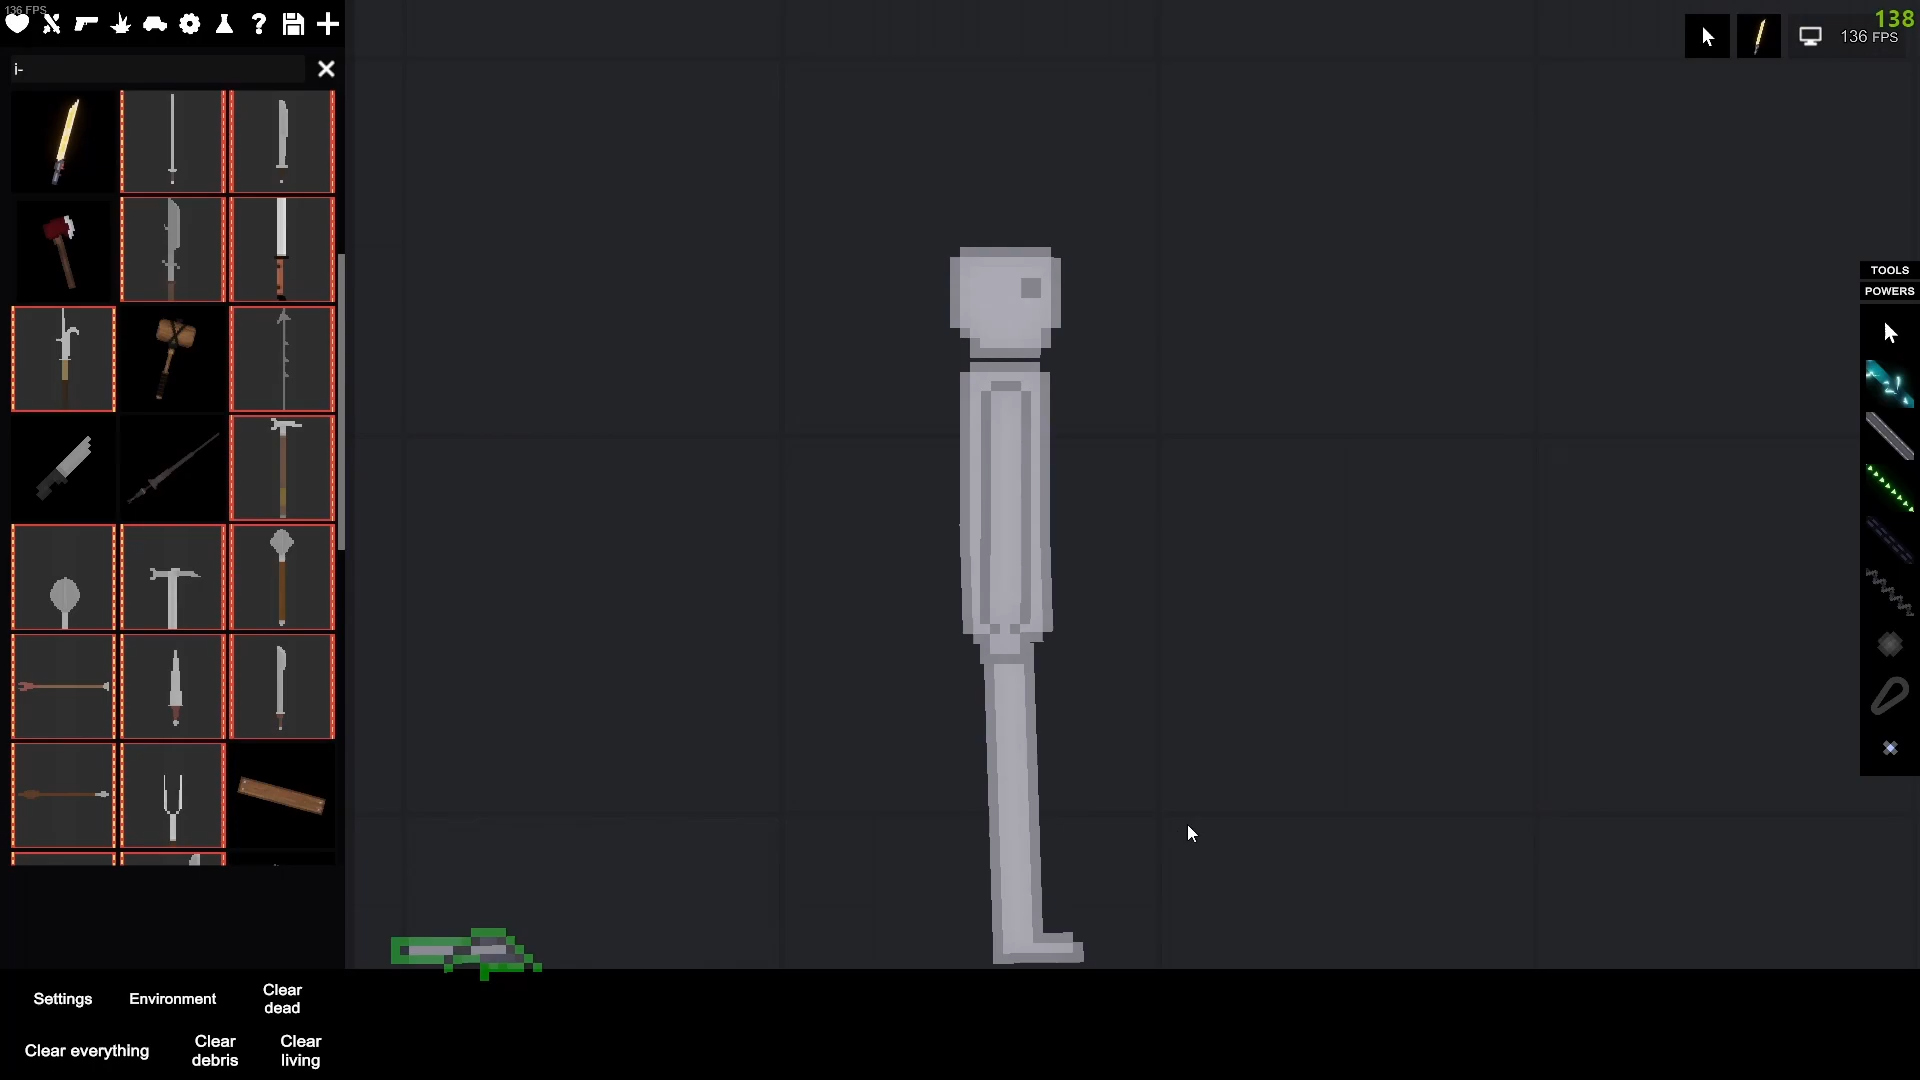 136 FPS
138
136 FPS
i-
TOOLS
POWERS
Settings
Environment
Clear
dead
Clear everything
Clear
debris
Clear
living